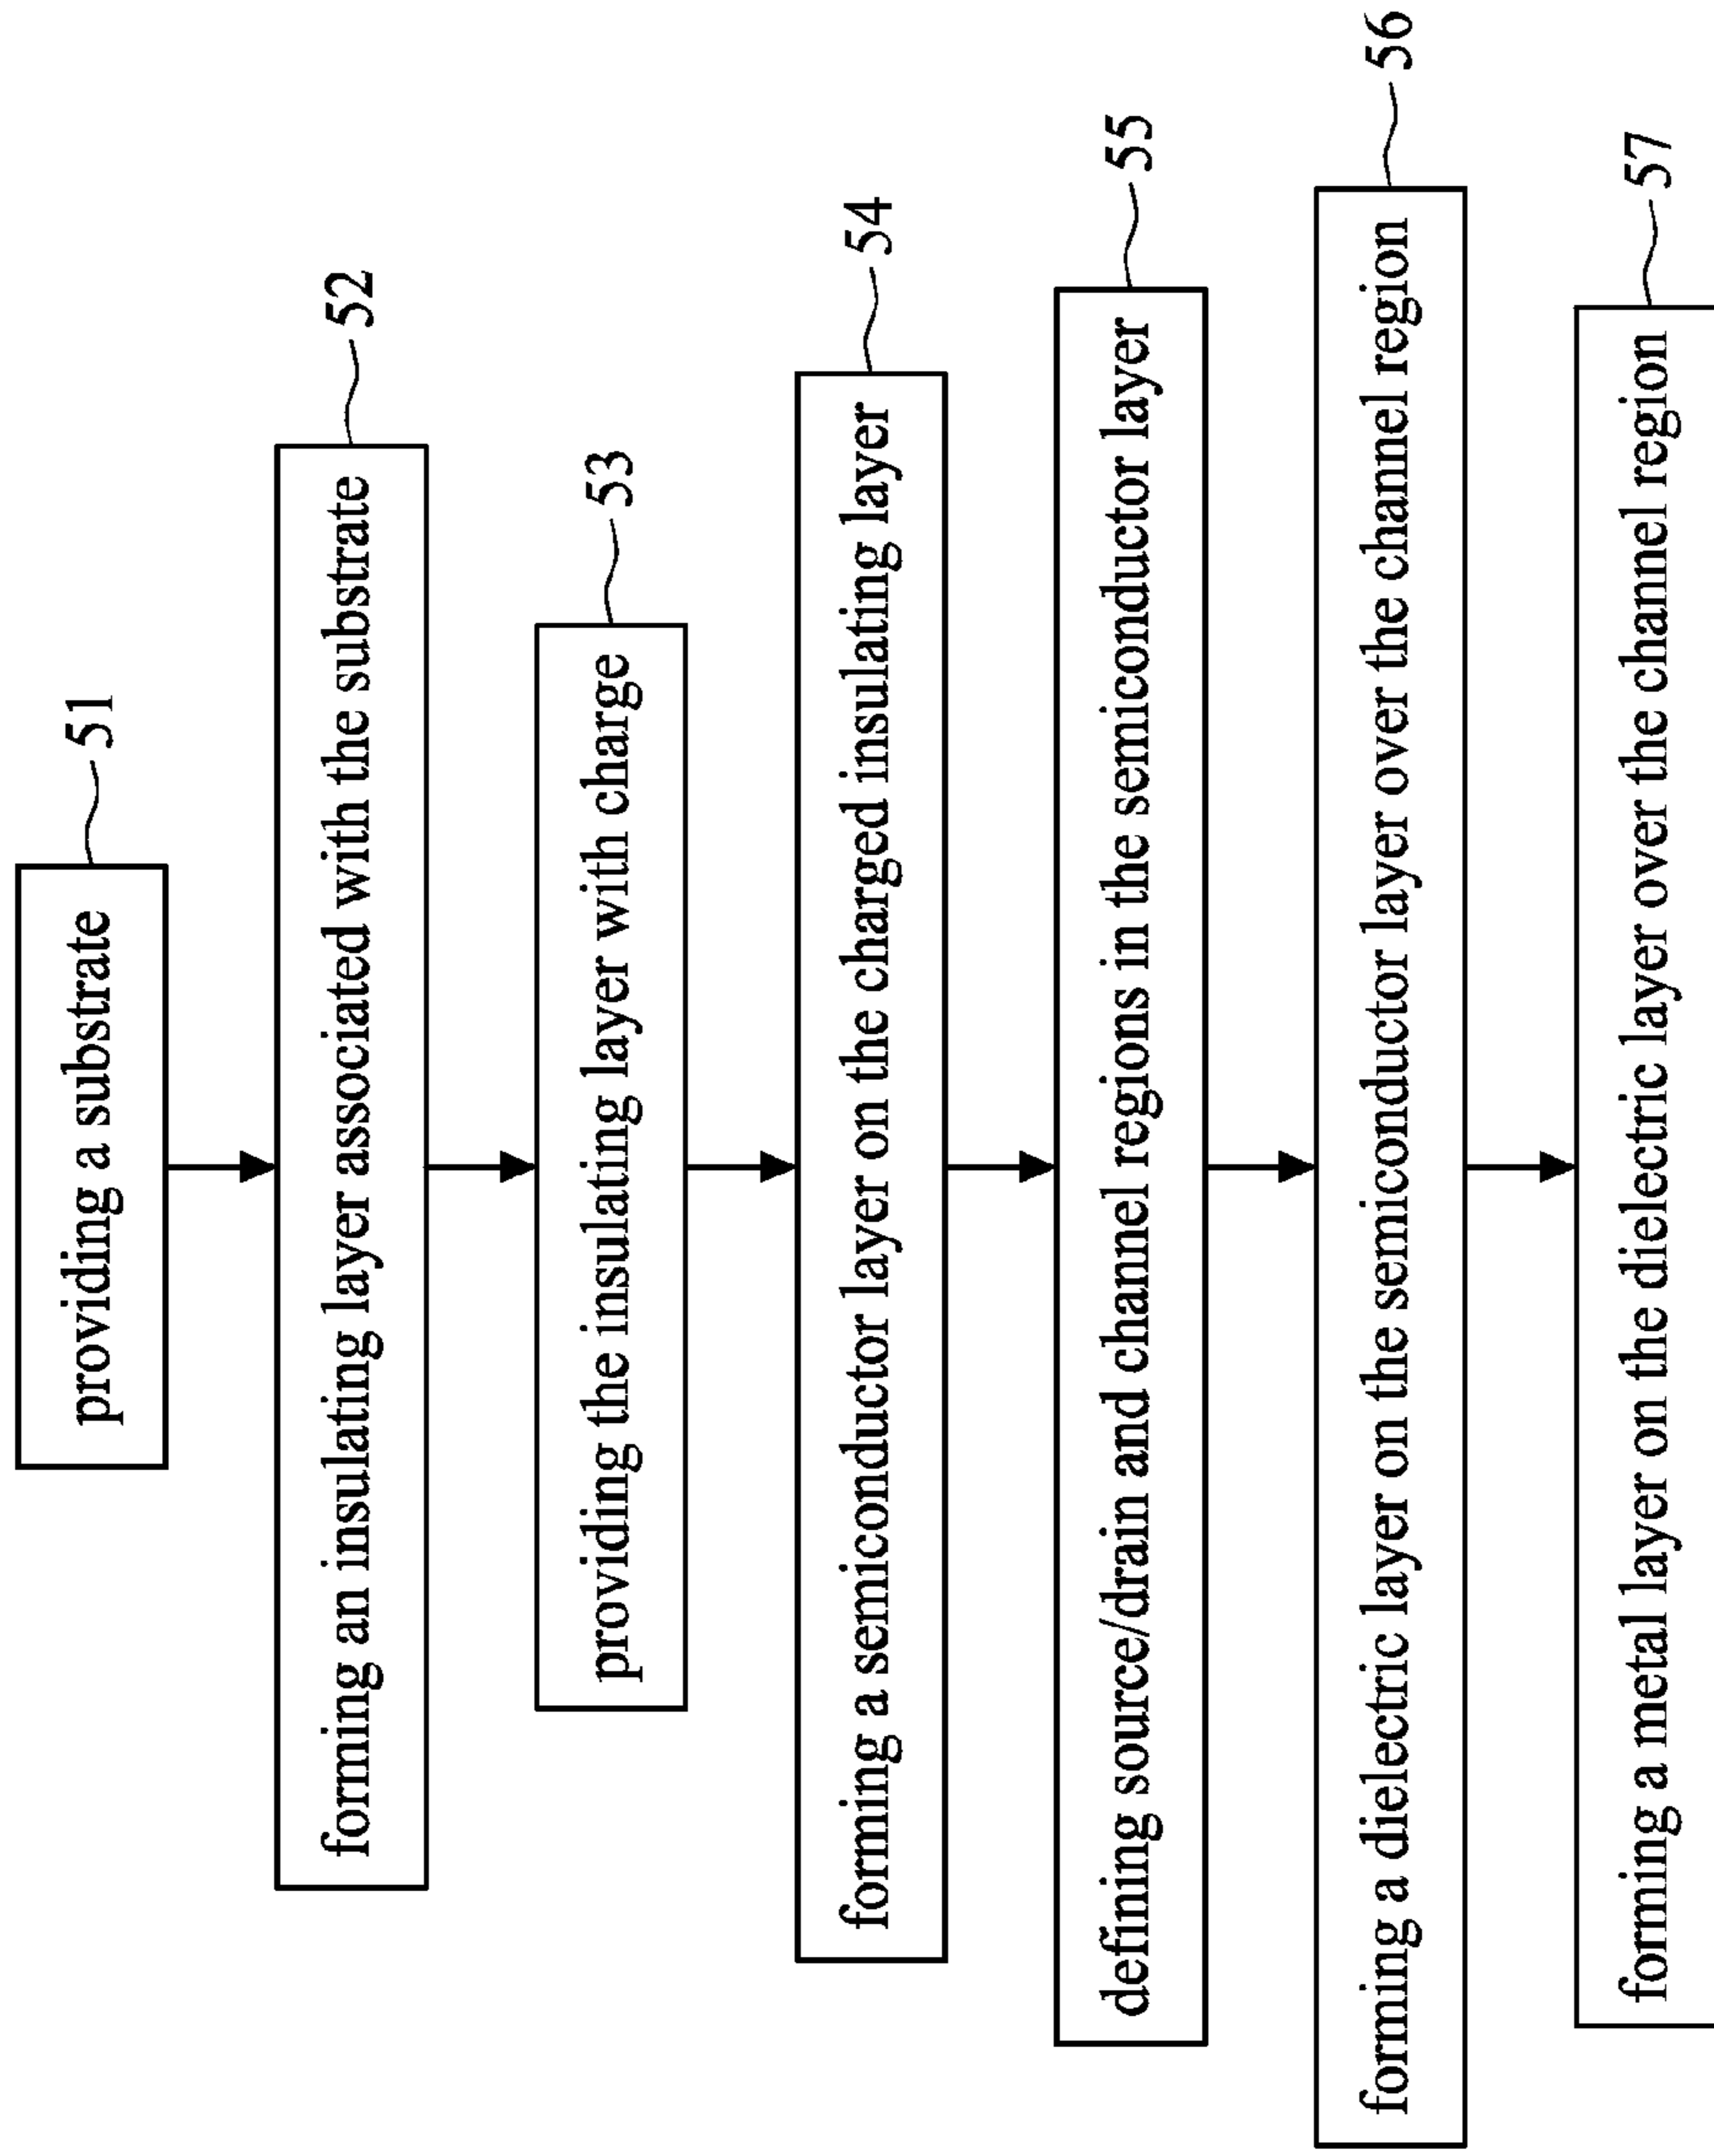 providing a substrate
51
forming an insulating layer associated with the substrate
52
providing the insulating layer with charge
53
forming a semiconductor layer on the charged insulating layer
54
defining source/drain and channel regions in the semiconductor layer
55
forming a dielectric layer on the semiconductor layer over the channel region
56
forming a metal layer on the dielectric layer over the channel region
57